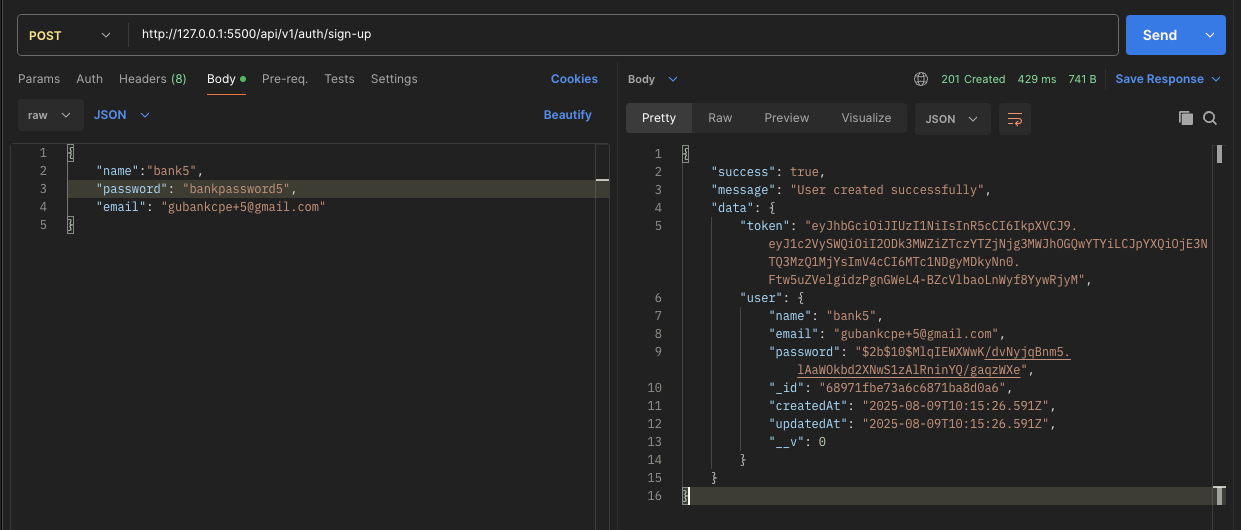 POST http://127.0.0.1:5500/api/v1/auth/sign-up Send
Params Auth Headers (8) Body Pre-req. Tests Settings Cookies
raw JSON Beautify
1 {
2 "name":"bank5",
3 "password": "bankpassword5",
4 "email": "gubankcpe+5@gmail.com"
5 }
Body 201 Created 429 ms 741 B Save Response
Pretty Raw Preview Visualize JSON
1 {
2 "success": true,
3 "message": "User created successfully",
4 "data": {
5 "token": "eyJhbGciOiJIUzI1NiIsInR5cCI6IkpXVCJ9.
eyJ1c2VySWQiOiI2ODk3MWZiZTczYTZjNjg3MWJhOGQwYTYiLCJpYXQiOjE3N
TQ3MzQ1MjYsImV4cCI6MTc1NDgyMDkyNn0.
Ftw5uZVelgidzPgnGWeL4-BZcVlbaoLnWyf8YywRjyM",
6 "user": {
7 "name": "bank5",
8 "email": "gubankcpe+5@gmail.com",
9 "password": "$2b$10$MlqIEWXWwK/dvNyjqBnm5.
lAaWOkbd2XNwS1zAlRninYQ/gaqzWXe",
10 "_id": "68971fbe73a6c6871ba8d0a6",
11 "createdAt": "2025-08-09T10:15:26.591Z",
12 "updatedAt": "2025-08-09T10:15:26.591Z",
13 "__v": 0
14 }
15 }
16 }